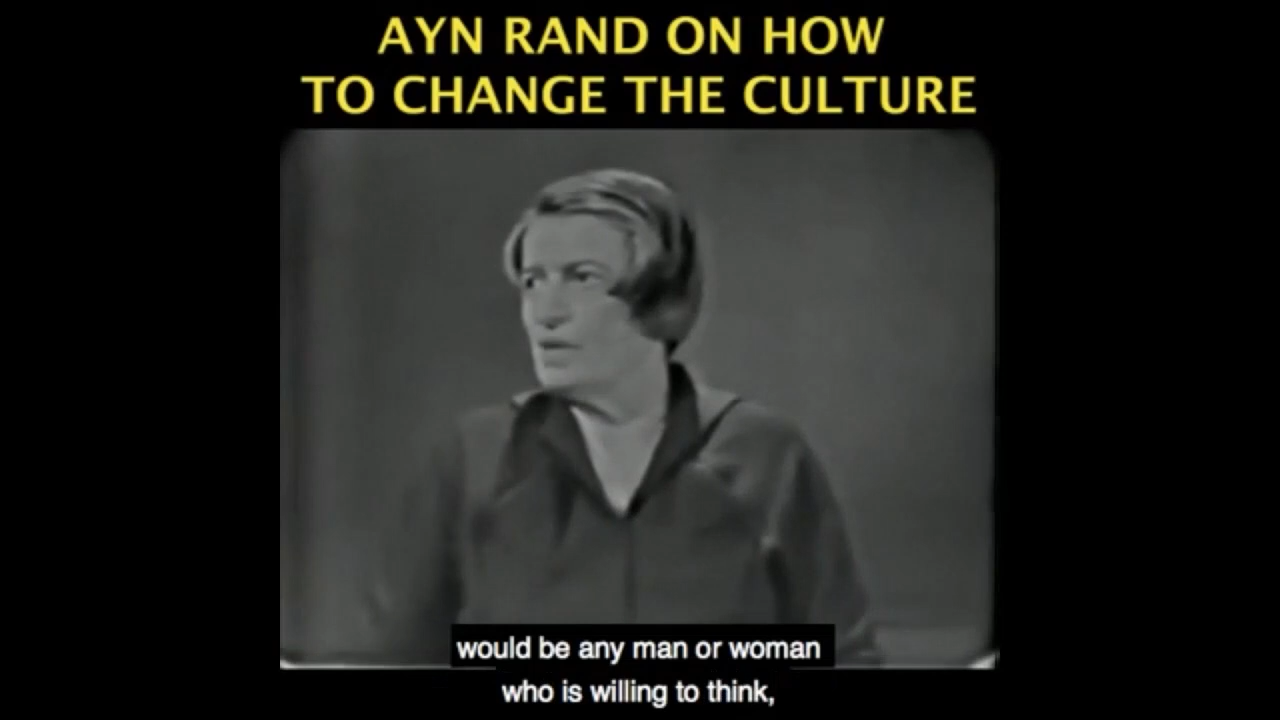 AYN RAND ON HOW
TO CHANGE THE CULTURE
would be any man or woman
who is willing to think,